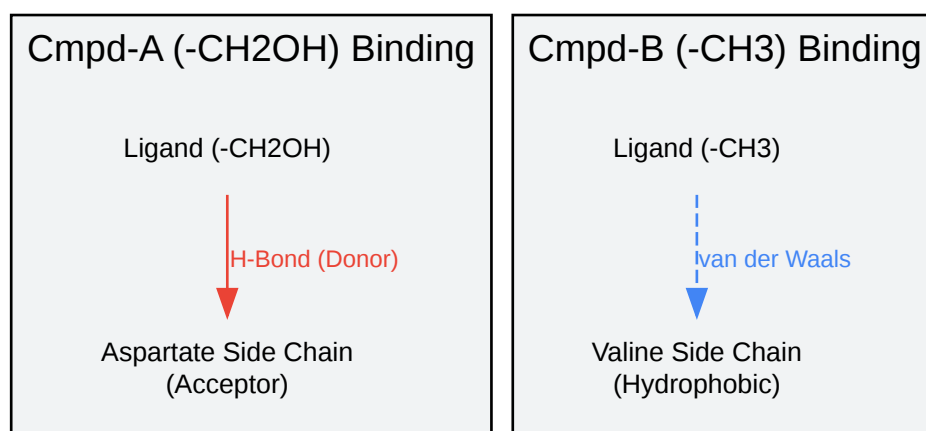 Cmpd-A (-CH2OH) Binding
Ligand (-CH2OH)
H-Bond (Donor)
Aspartate Side Chain
(Acceptor)
Cmpd-B (-CH3) Binding
Ligand (-CH3)
van der Waals
Valine Side Chain
(Hydrophobic)